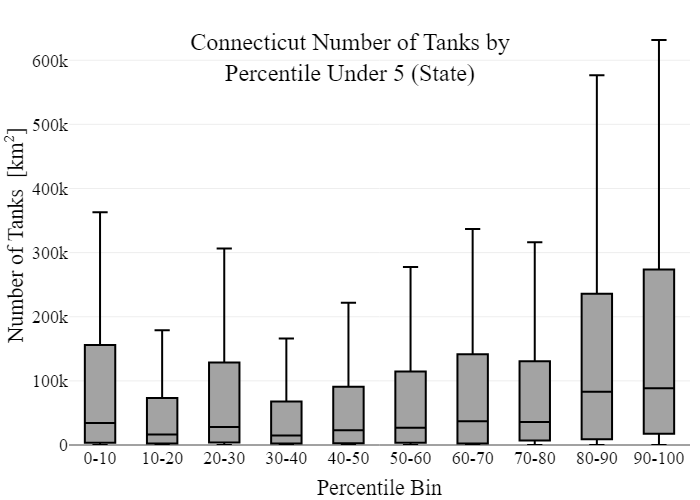 Connecticut Number of Tanks by
Percentile Under 5 (State)
Number of Tanks [km²]
600k
500k
400k
300k
200k
100k
0
0-10 10-20 20-30 30-40 40-50 50-60 60-70 70-80 80-90 90-100
Percentile Bin